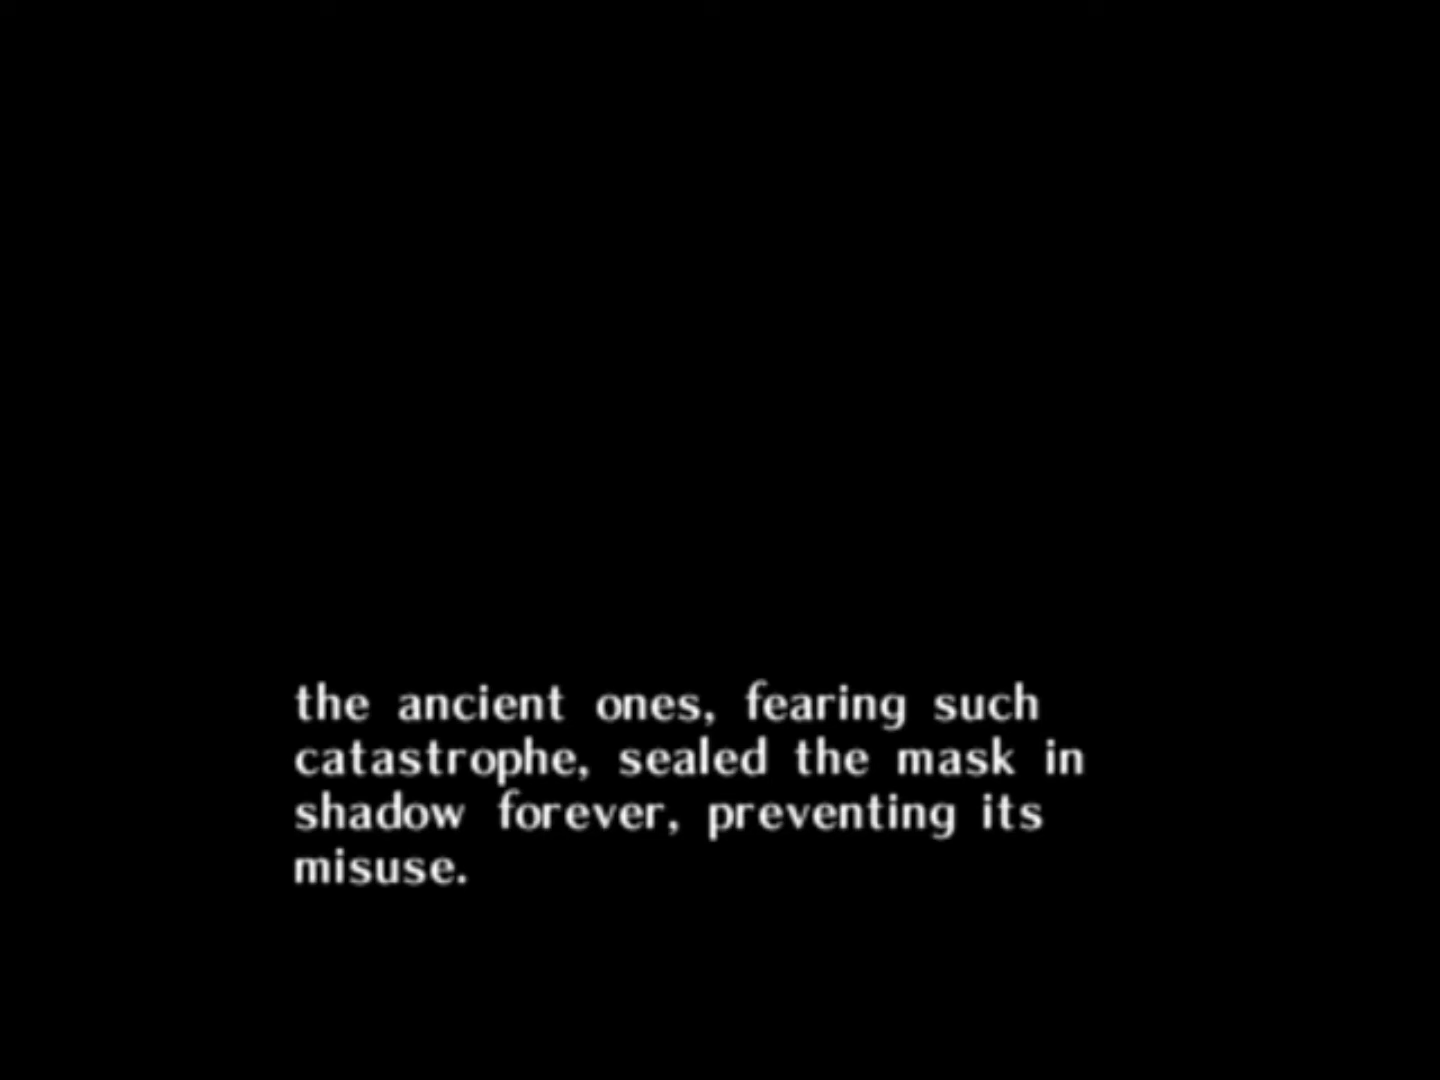 the ancient ones, fearing such
catastrophe, sealed the mask in
shadow forever, preventing its
misuse.